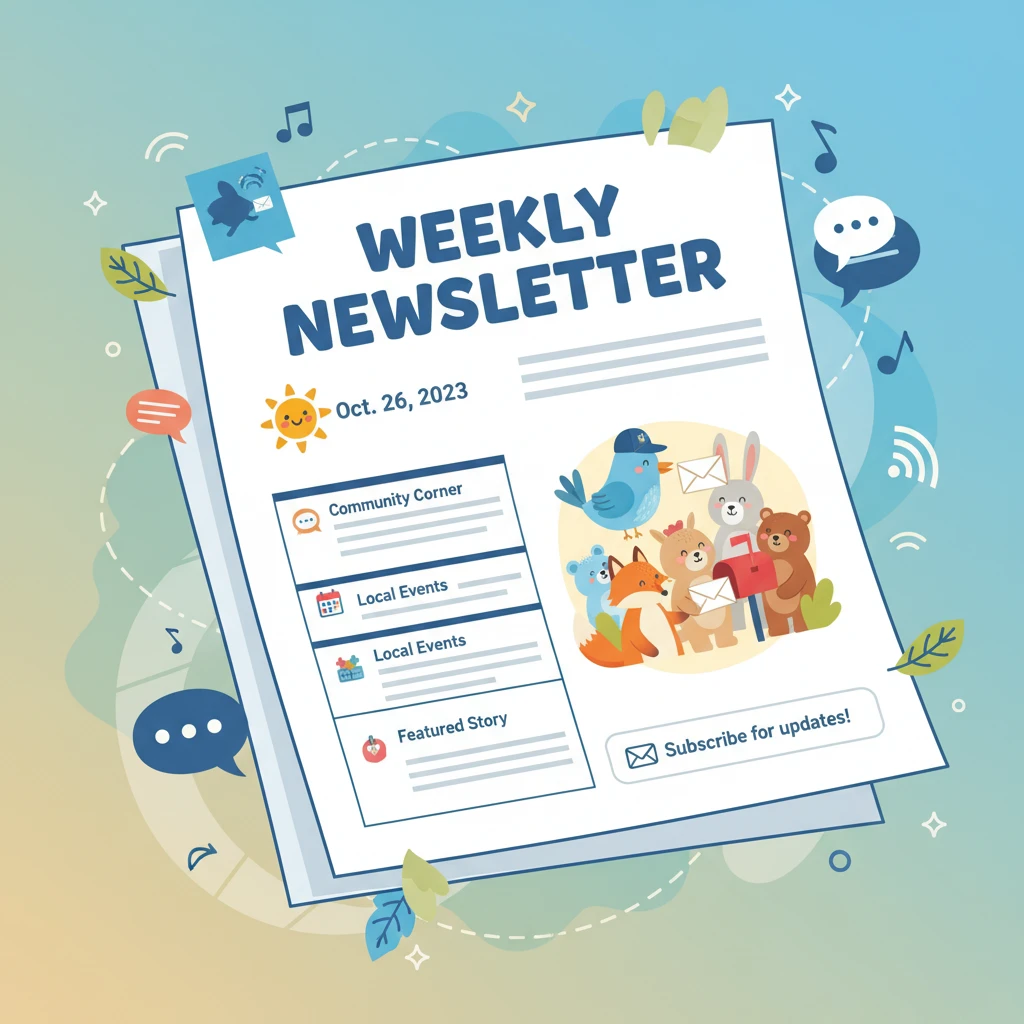 WEEKLY
NEWSLETTER
Oct. 26, 2023
Community Corner
Local Events
Local Events
Featured Story
Subscribe for updates!